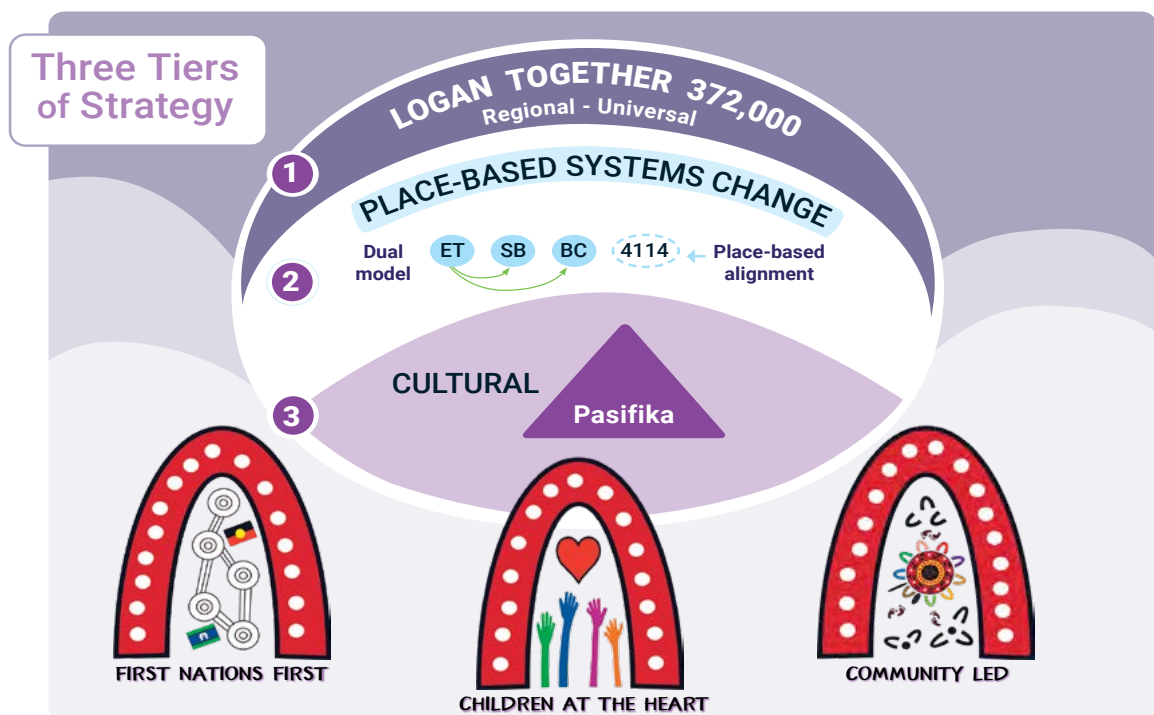 Three Tiers
of Strategy
LOGAN TOGETHER 372,000
Regional - Universal
1
PLACE-BASED SYSTEMS CHANGE
2
Dual
model
ET
SB
BC
4114
Place-based
alignment
3
CULTURAL
Pasifika
FIRST NATIONS FIRST
CHILDREN AT THE HEART
COMMUNITY LED